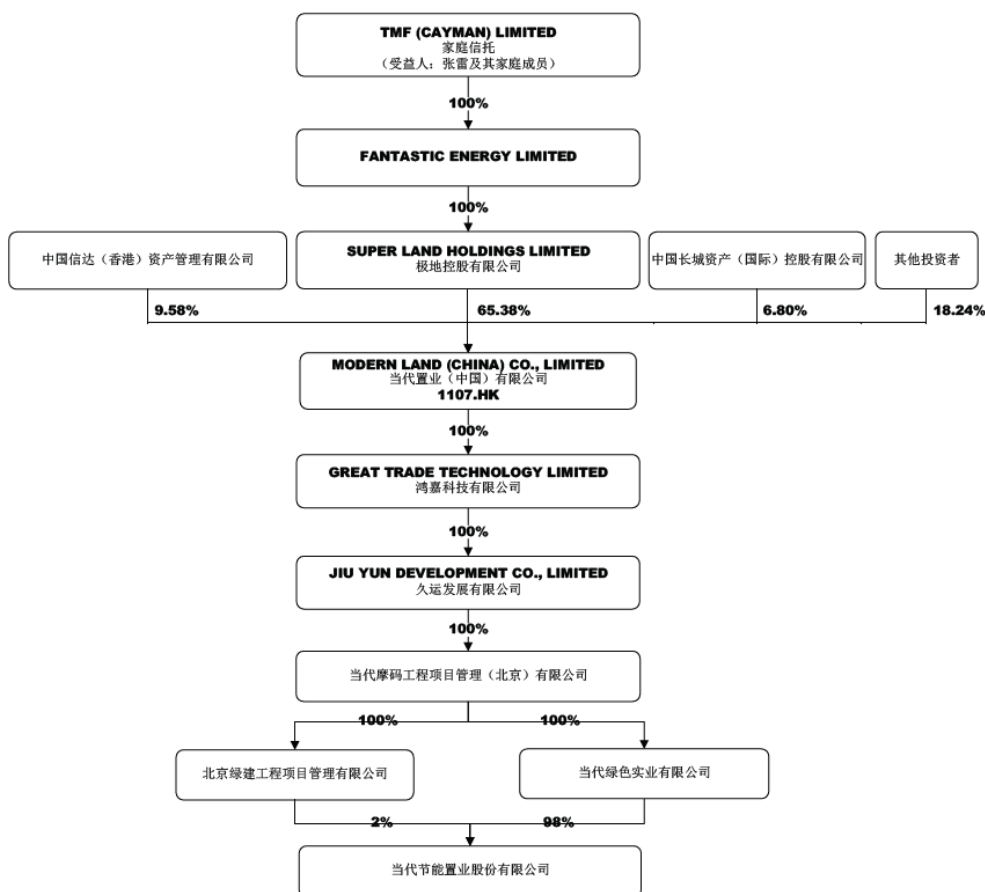 TMF (CAYMAN) LIMITED
家庭信托
（受益人：张雷及其家庭成员）
100%
FANTASTIC ENERGY LIMITED
100%
中国信达（香港）资产管理有限公司
SUPER LAND HOLDINGS LIMITED
极地控股有限公司
中国长城资产（国际）控股有限公司
其他投资者
9.58%
65.38%
6.80%
18.24%
MODERN LAND (CHINA) CO., LIMITED
当代置业（中国）有限公司
1107.HK
100%
GREAT TRADE TECHNOLOGY LIMITED
鸿嘉科技有限公司
100%
JIU YUN DEVELOPMENT CO., LIMITED
久运发展有限公司
100%
当代摩码工程项目管理（北京）有限公司
100%
100%
北京绿建工程项目管理有限公司
当代绿色实业有限公司
2%
98%
当代节能置业股份有限公司